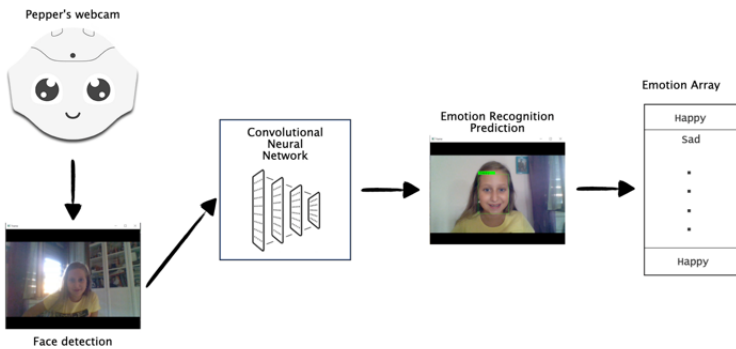 Pepper's webcam
Face detection
Convolutional
Neural
Network
Emotion Recognition
Prediction
Emotion Array
Happy
Sad
Happy